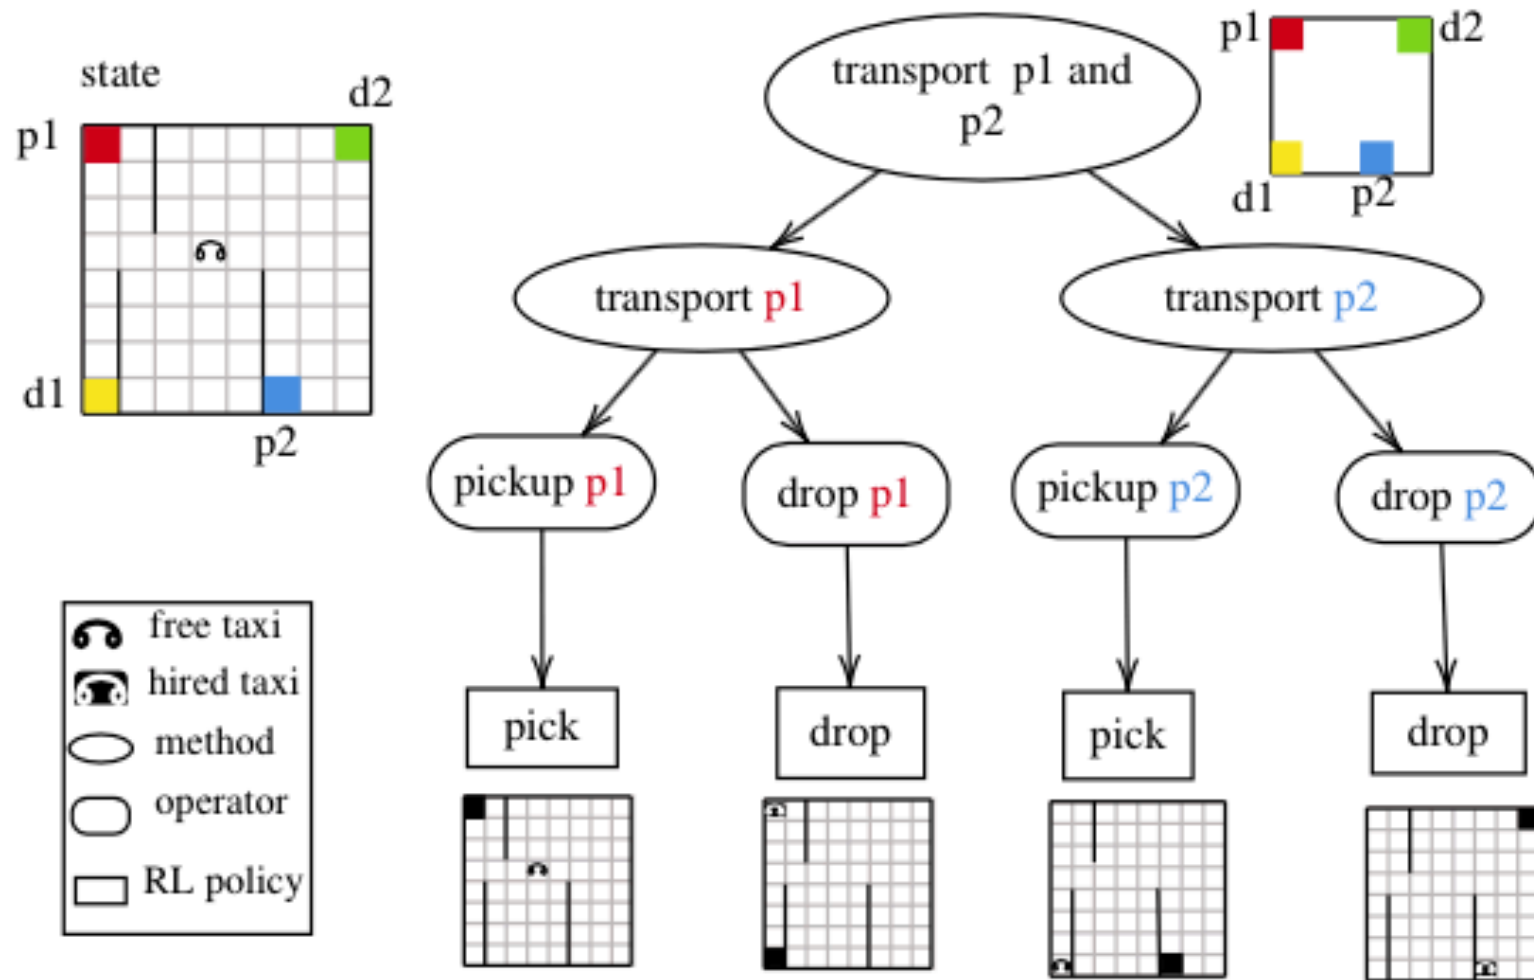 state
d2
p1
d1
p2
transport p1 and
p2
p1
d2
d1
p2
transport p1
transport p2
pickup p1
drop p1
pickup p2
drop p2
pick
drop
pick
drop
free taxi
hired taxi
method
operator
RL policy